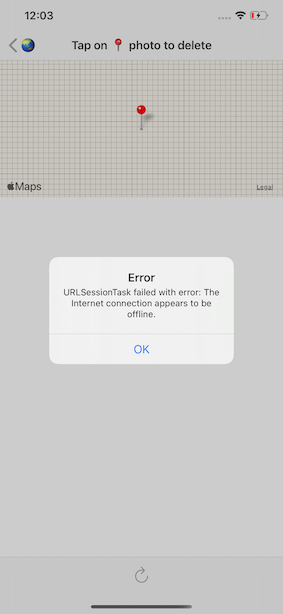 12:03
Tap on 📍 photo to delete
Maps
Legal
Error
URLSessionTask failed with error: The
Internet connection appears to be
offline.
OK